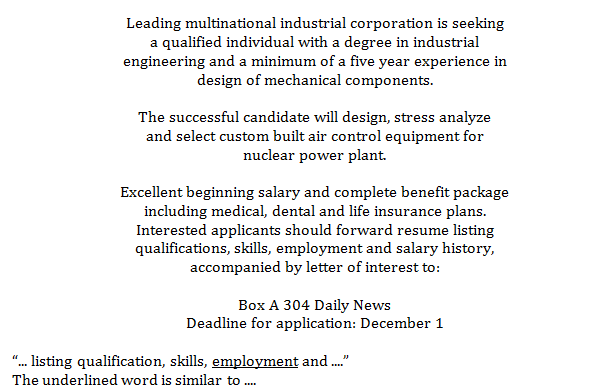 Leading multinational industrial corporation is seeking
a qualified individual with a degree in industrial
engineering and a minimum of a five year experience in
design of mechanical components.
The successful candidate will design, stress analyze
and select custom built air control equipment for
nuclear power plant.
Excellent beginning salary and complete benefit package
including medical, dental and life insurance plans.
Interested applicants should forward resume listing
qualifications, skills, employment and salary history,
accompanied by letter of interest to:
Box A 304 Daily News
Deadline for application: December 1
“... listing qualification, skills, employment and ....”
The underlined word is similar to ....